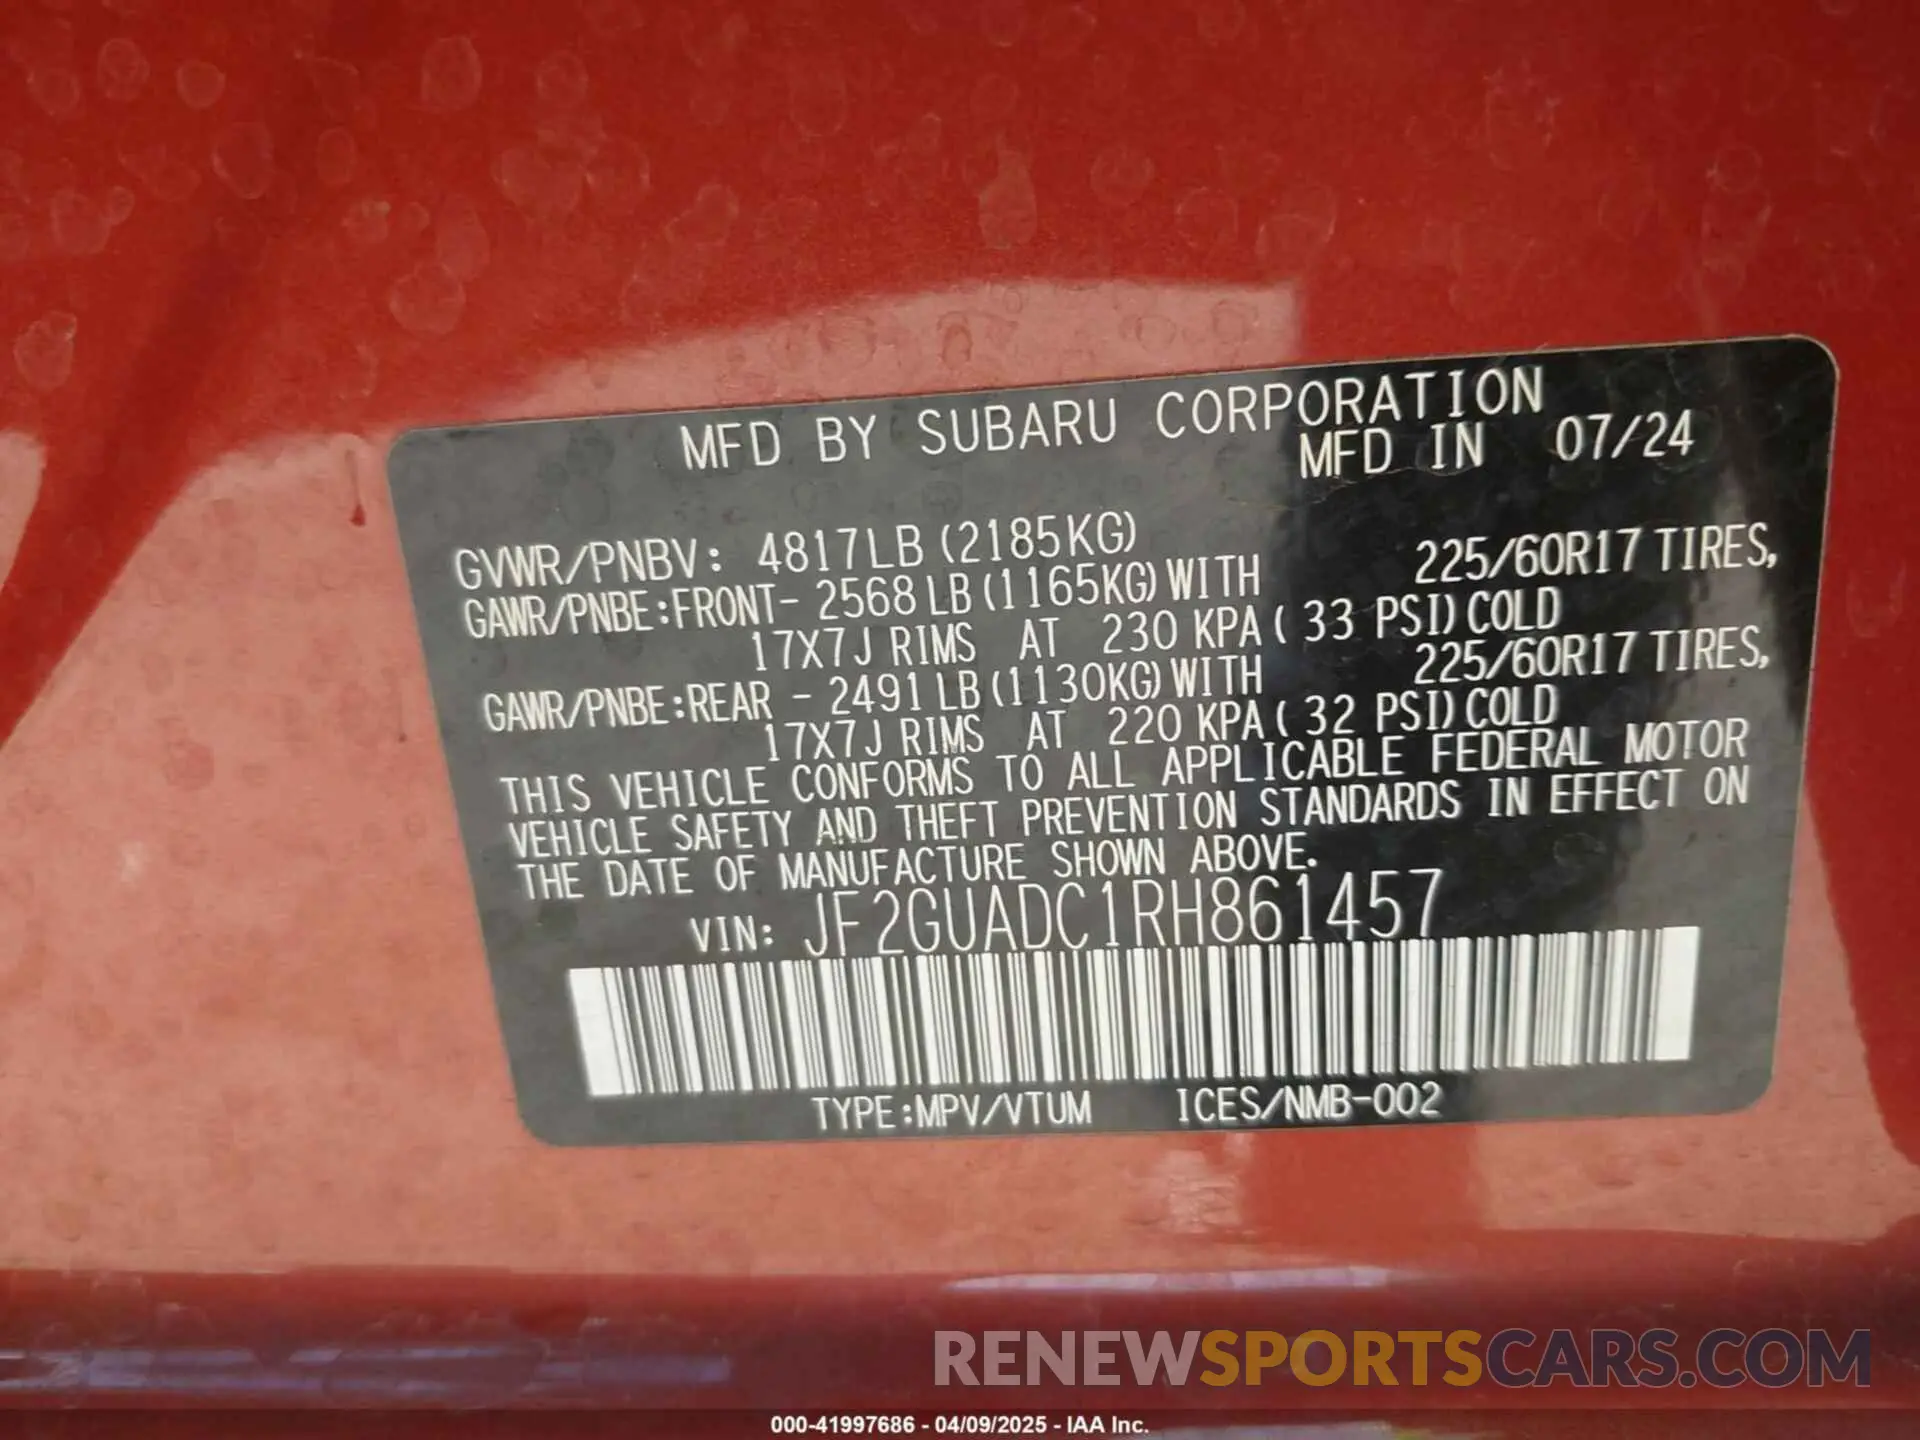 MFD BY SUBARU CORPORATION
MFD IN 07/24
GVWR/PNBV: 4817LB (2185KG)
GAWR/PNBE:FRONT- 2568 LB (1165KG) WITH 225/60R17 TIRES,
17X7J RIMS AT 230 KPA ( 33 PSI) COLD
GAWR/PNBE:REAR - 2491 LB (1130KG) WITH 225/60R17 TIRES,
17X7J RIMS AT 220 KPA ( 32 PSI) COLD
THIS VEHICLE CONFORMS TO ALL APPLICABLE FEDERAL MOTOR
VEHICLE SAFETY AND THEFT PREVENTION STANDARDS IN EFFECT ON
THE DATE OF MANUFACTURE SHOWN ABOVE.
VIN: JF2GUADC1RH861457
TYPE:MPV/VTUM ICES/NMB-002
RENEWSPORTSCARS.COM
000-41997686 - 04/09/2025 - IAA Inc.